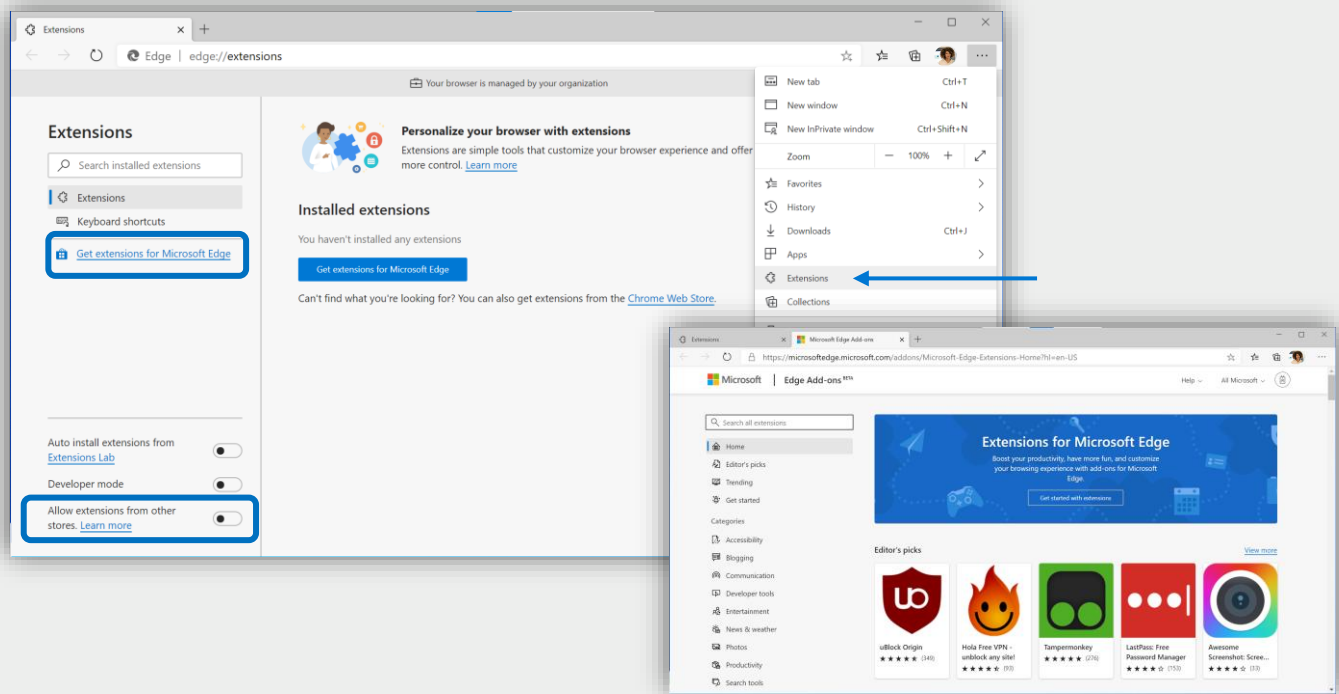 Extensions
Edge | edge://extensions
Your browser is managed by your organization
Extensions
Search installed extensions
Extensions
Keyboard shortcuts
Get extensions for Microsoft Edge
Auto install extensions from
Extensions Lab
Developer mode
Allow extensions from other
stores. Learn more
Personalize your browser with extensions
Extensions are simple tools that customize your browser experience and offer
more control. Learn more
Installed extensions
You haven't installed any extensions
Get extensions for Microsoft Edge
Can't find what you're looking for? You can also get extensions from the Chrome Web Store.
New tab Ctrl+T
New window Ctrl+N
New InPrivate window Ctrl+Shift+N
Zoom 100%
Favorites
History
Downloads Ctrl+J
Apps
Extensions
Collections
Extensions Microsoft Edge Add-ons
https://microsoftedge.microsoft.com/addons/Microsoft-Edge-Extensions-Home?hl=en-US
Microsoft | Edge Add-ons BETA
Help All Microsoft
Search all extensions
Home
Editor's picks
Trending
Get started
Categories
Accessibility
Blogging
Communication
Developer tools
Entertainment
News & weather
Photos
Productivity
Search tools
Extensions for Microsoft Edge
Boost your productivity, have more fun, and customize
your browsing experience with add-ons for Microsoft
Edge.
Get started with extensions
Editor's picks View more
uBlock Origin
(349)
Hola Free VPN -
unblock any site!
(93)
Tampermonkey
(276)
LastPass: Free
Password Manager
(153)
Awesome
Screenshot: Scree...
(33)